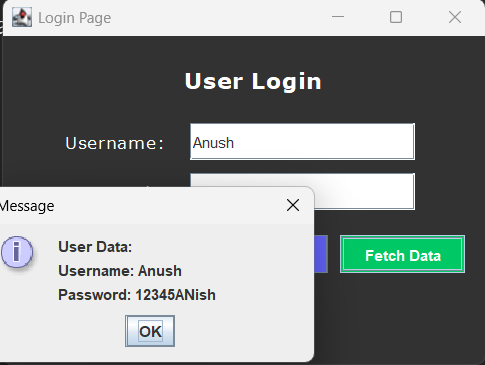 Login Page
User Login
Username:
Anush
Message
User Data:
Username: Anush
Password: 12345ANish
Fetch Data
OK